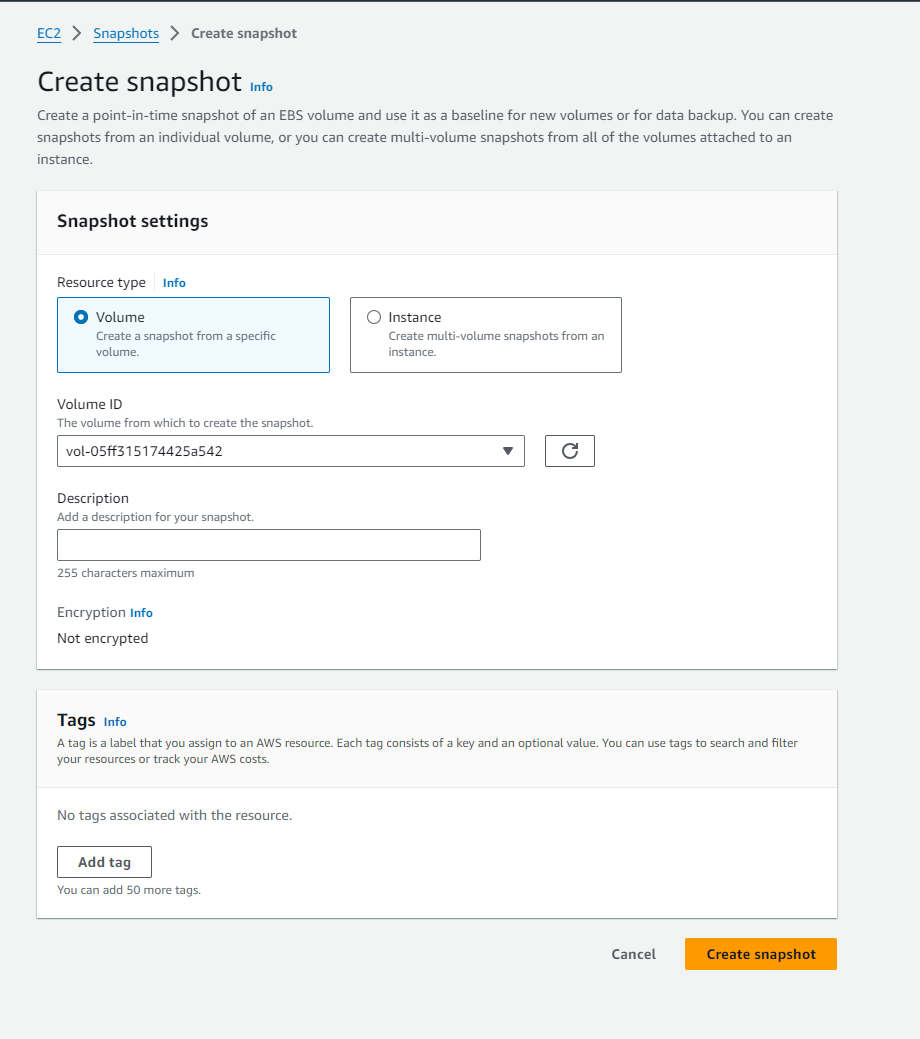 EC2 > Snapshots > Create snapshot
Create snapshot Info
Create a point-in-time snapshot of an EBS volume and use it as a baseline for new volumes or for data backup. You can create
snapshots from an individual volume, or you can create multi-volume snapshots from all of the volumes attached to an
instance.
Snapshot settings
Resource type Info
Volume
Create a snapshot from a specific
volume.
Instance
Create multi-volume snapshots from an
instance.
Volume ID
The volume from which to create the snapshot.
vol-05ff315174425a542
Description
Add a description for your snapshot.
255 characters maximum
Encryption Info
Not encrypted
Tags Info
A tag is a label that you assign to an AWS resource. Each tag consists of a key and an optional value. You can use tags to search and filter
your resources or track your AWS costs.
No tags associated with the resource.
Add tag
You can add 50 more tags.
Cancel
Create snapshot